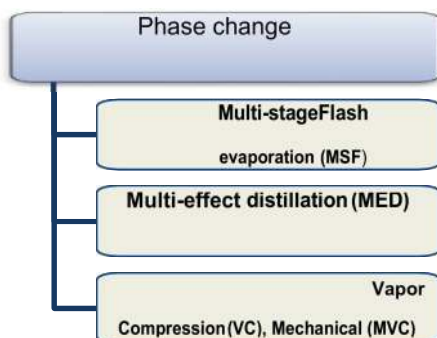 Phase change
Multi-stageFlash
evaporation (MSF)
Multi-effect distillation (MED)
Vapor
Compression(VC), Mechanical (MVC)